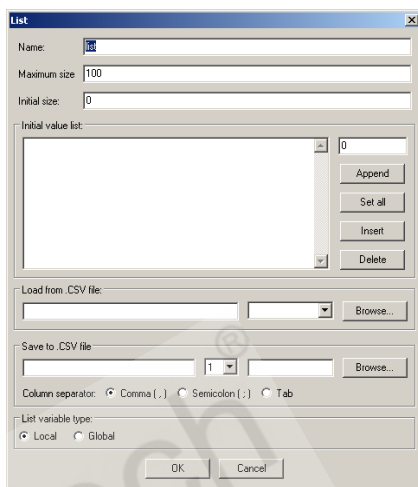 List
Name: list
Maximum size 100
Initial size: 0
Initial value list:
0
Append
Set all
Insert
Delete
Load from .CSV file:
Browse...
Save to .CSV file
1 Browse...
Column separator: Comma ( , ) Semicolon ( ; ) Tab
List variable type:
Local Global
OK Cancel
ech®